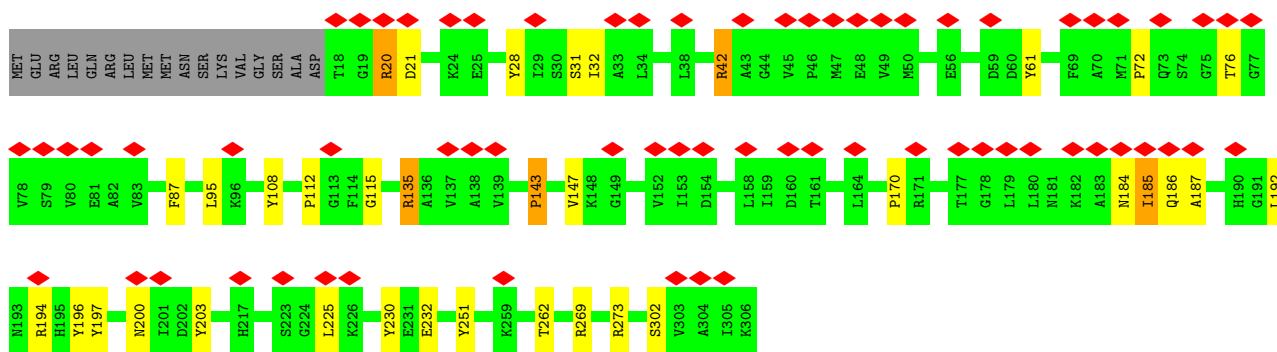 MET GLU ARG LEU GLN ARG LEU MET MET ASN SER LYS VAL GLY SER ALA ASP T18 G19 R20 D21 K24 E25 Y28 I29 S30 S31 I32 A33 L34 L38 R42 A43 G44 V45 P46 M47 E48 V49 M50 E56 D59 D60 Y61 F69 A70 M71 P72 Q73 S74 G75 T76 G77
V78 S79 V80 E81 A82 V83 F87 L95 K96 Y108 P112 G113 F114 G115 R135 A136 V137 A138 V139 P143 V147 K148 G149 V152 I153 D154 L158 I159 D160 T161 L164 P170 R171 T177 G178 L179 L180 N181 K182 A183 N184 I185 Q186 A187 H190 G191 L192
N193 R194 H195 Y196 Y197 N200 I201 D202 Y203 H217 S223 G224 L225 K226 Y230 E231 E232 Y251 K259 T262 R269 R273 S302 V303 A304 I305 K306